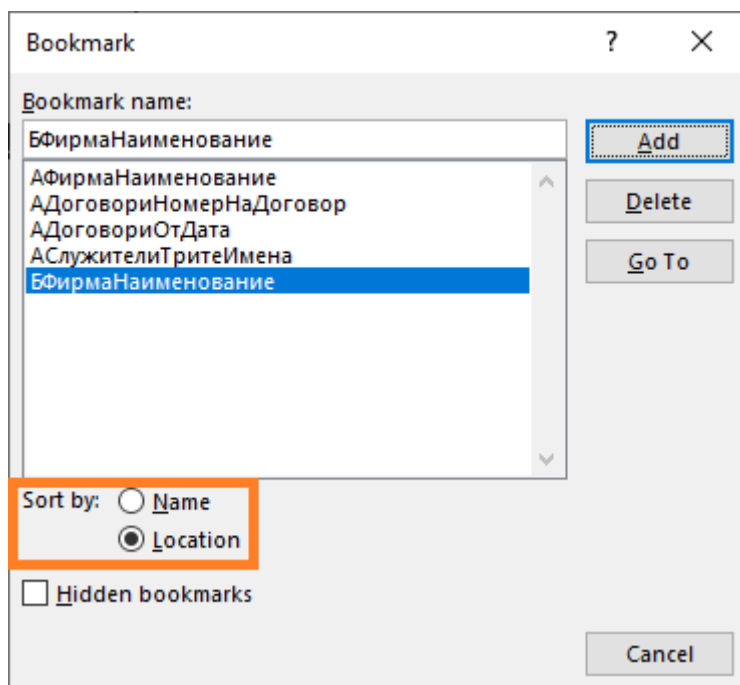 Bookmark ?
Bookmark name:
БФирмаНаименование
Add
АФирмаНаименование
АДоговориНомерНаДоговор
АДоговориОтДата
АСлужителиТритеИмена
БФирмаНаименование
Delete
Go To
Sort by: Name
Location
Hidden bookmarks
Cancel